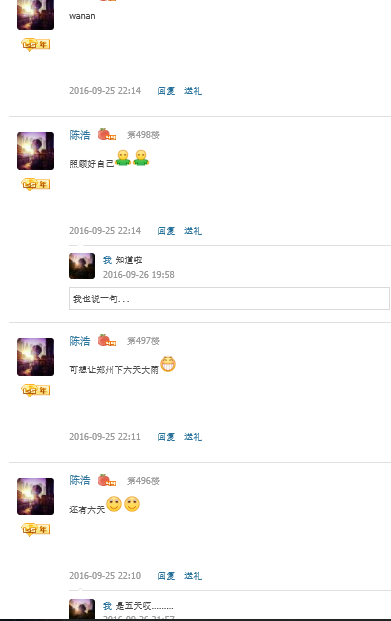 wanan
2016-09-25 22:14 回复 送礼
陈浩 第498楼
照顾好自己
2016-09-25 22:14 回复 送礼
我 知道啦
2016-09-26 19:58
我也说一句...
陈浩 第497楼
可想让郑州下六天大雨
2016-09-25 22:11 回复 送礼
陈浩 第496楼
还有六天
2016-09-25 22:10 回复 送礼
我 是五天哎.........